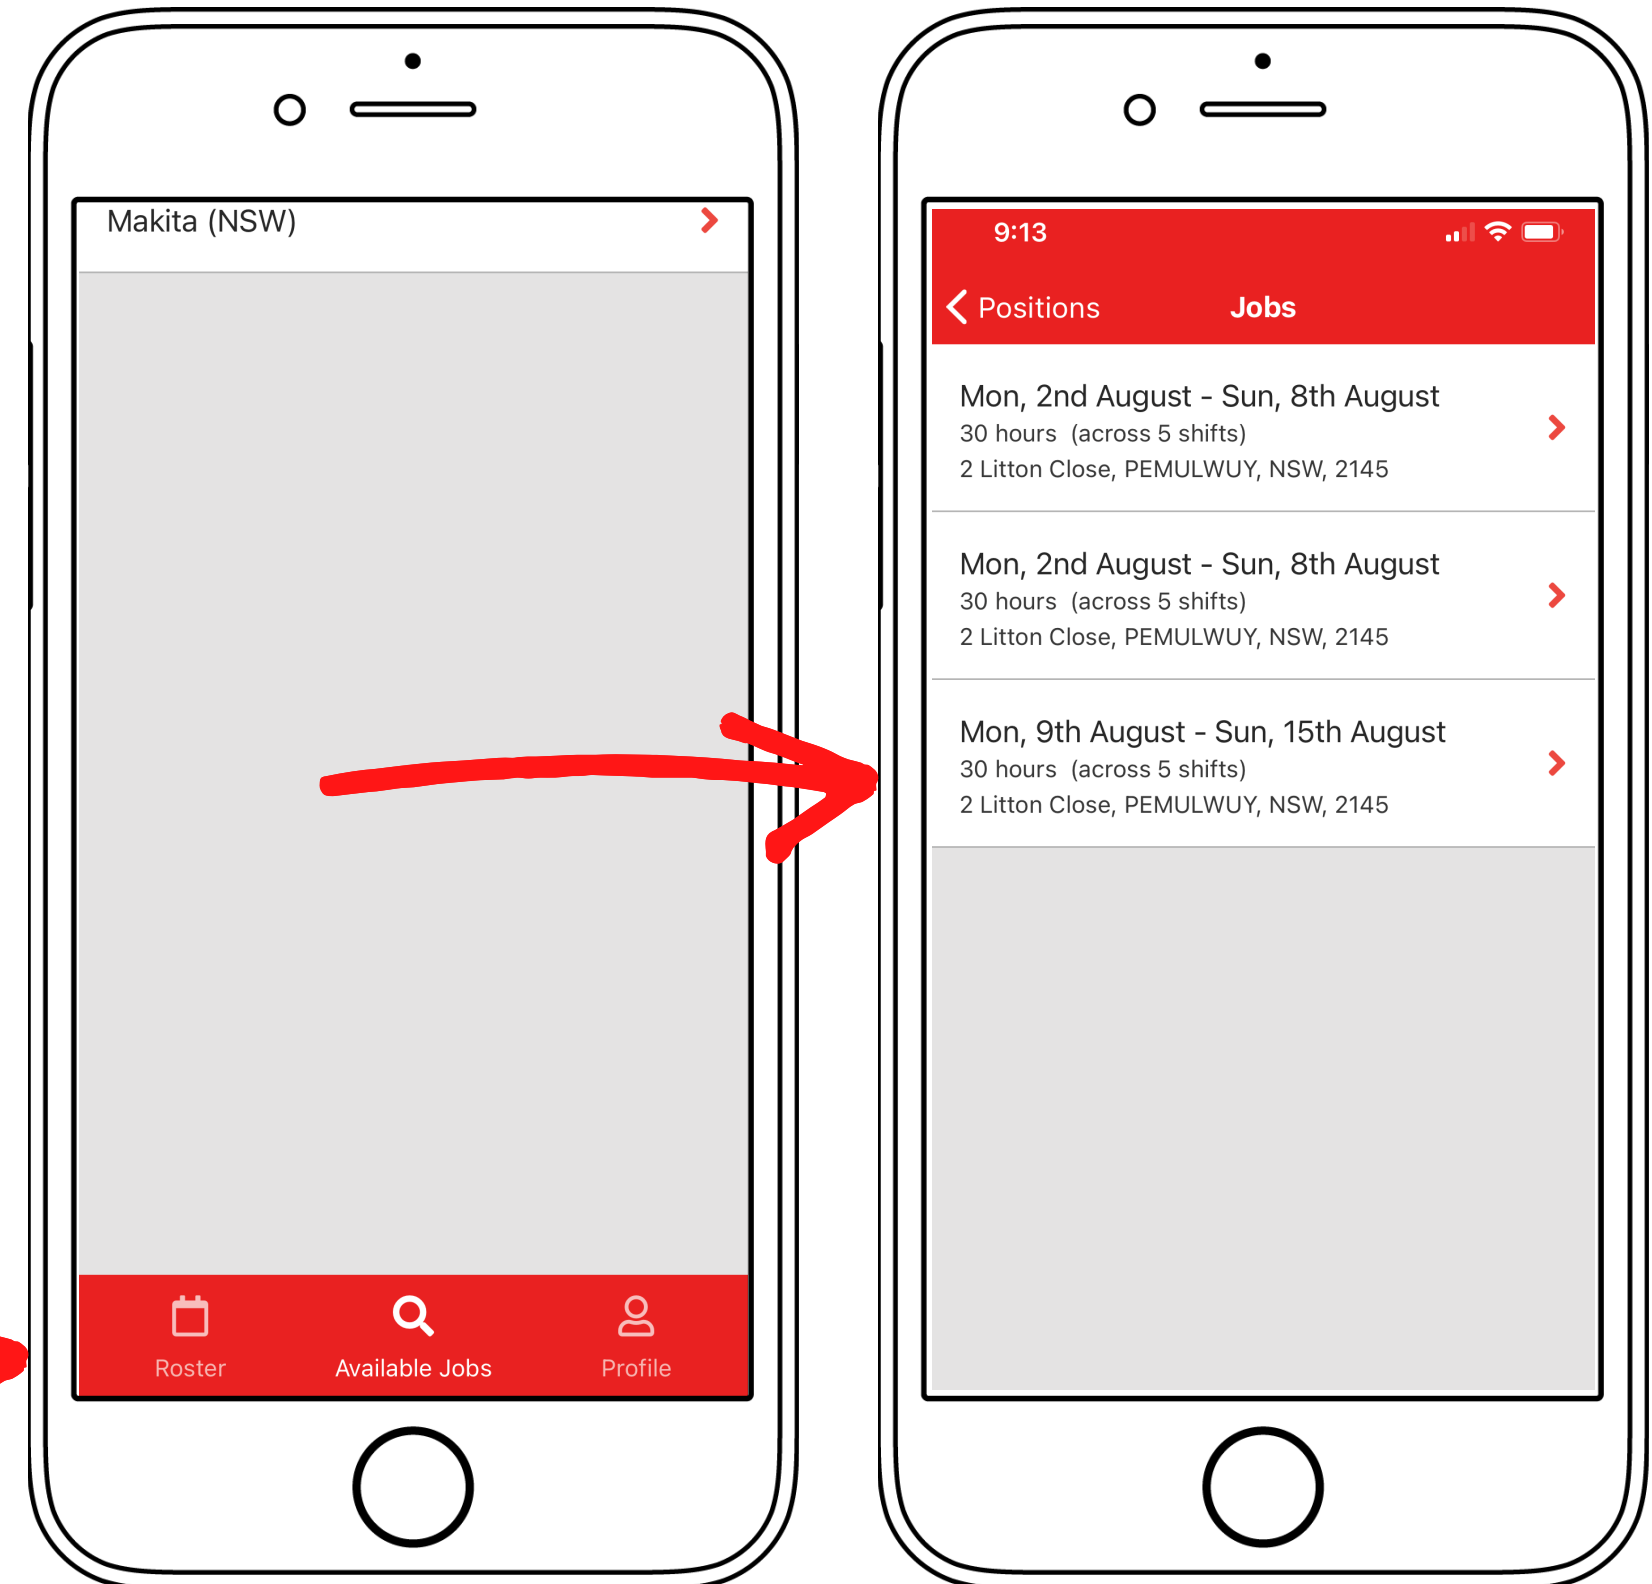 Makita (NSW)
Roster
Available Jobs
Profile
9:13
Positions
Jobs
Mon, 2nd August - Sun, 8th August
30 hours (across 5 shifts)
2 Litton Close, PEMULWUY, NSW, 2145
Mon, 2nd August - Sun, 8th August
30 hours (across 5 shifts)
2 Litton Close, PEMULWUY, NSW, 2145
Mon, 9th August - Sun, 15th August
30 hours (across 5 shifts)
2 Litton Close, PEMULWUY, NSW, 2145